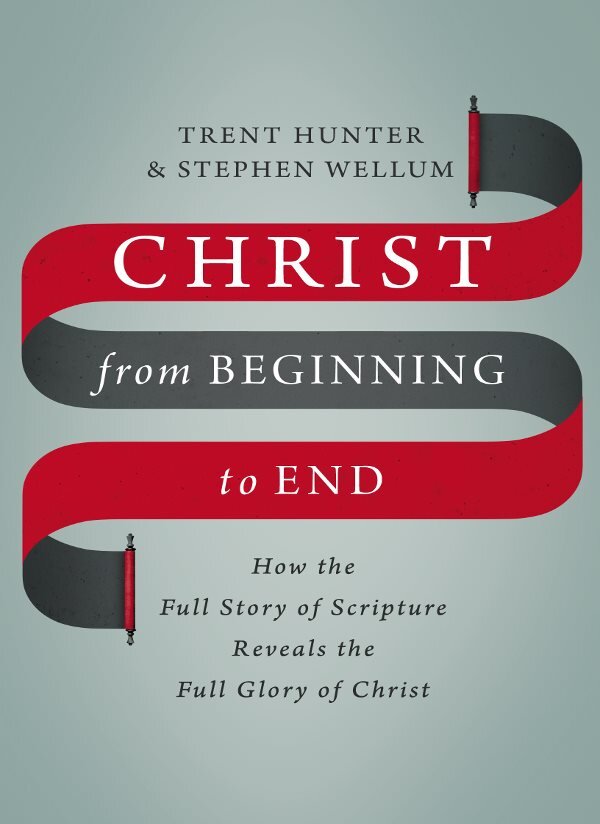 TRENT HUNTER
& STEPHEN WELLUM
CHRIST
from BEGINNING
to END
How the
Full Story of Scripture
Reveals the
Full Glory of Christ